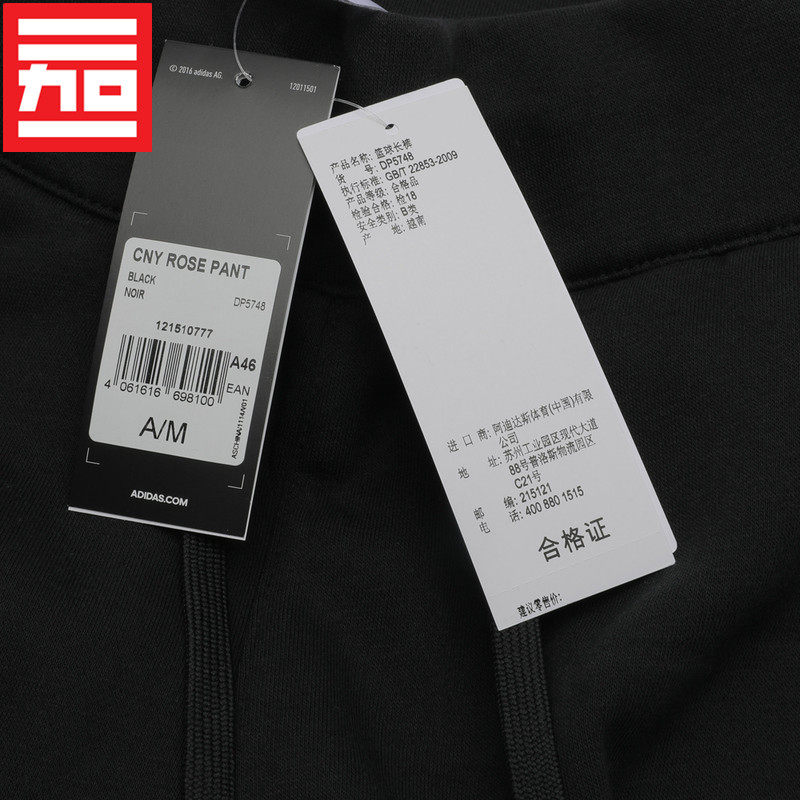 © 2016 adidas AG.
12011501
CNY ROSE PANT
BLACK
NOIR
DP5748
121510777
A46
EAN
4 061616 698100
ASCHINA/1114/V01
A/M
ADIDAS.COM
产品名称: 篮球长裤
货 号: DP5748
执行标准: GB/T 22853-2009
产品等级: 合格品
检验合格: 检18
安全类别: B类
产 地: 越南
进 口 商: 阿迪达斯体育(中国)有限
公司
地 址: 苏州工业园区现代大道
88号普洛斯物流园区
C21号
邮 编: 215121
电 话: 400 880 1515
合格证
建议零售价: